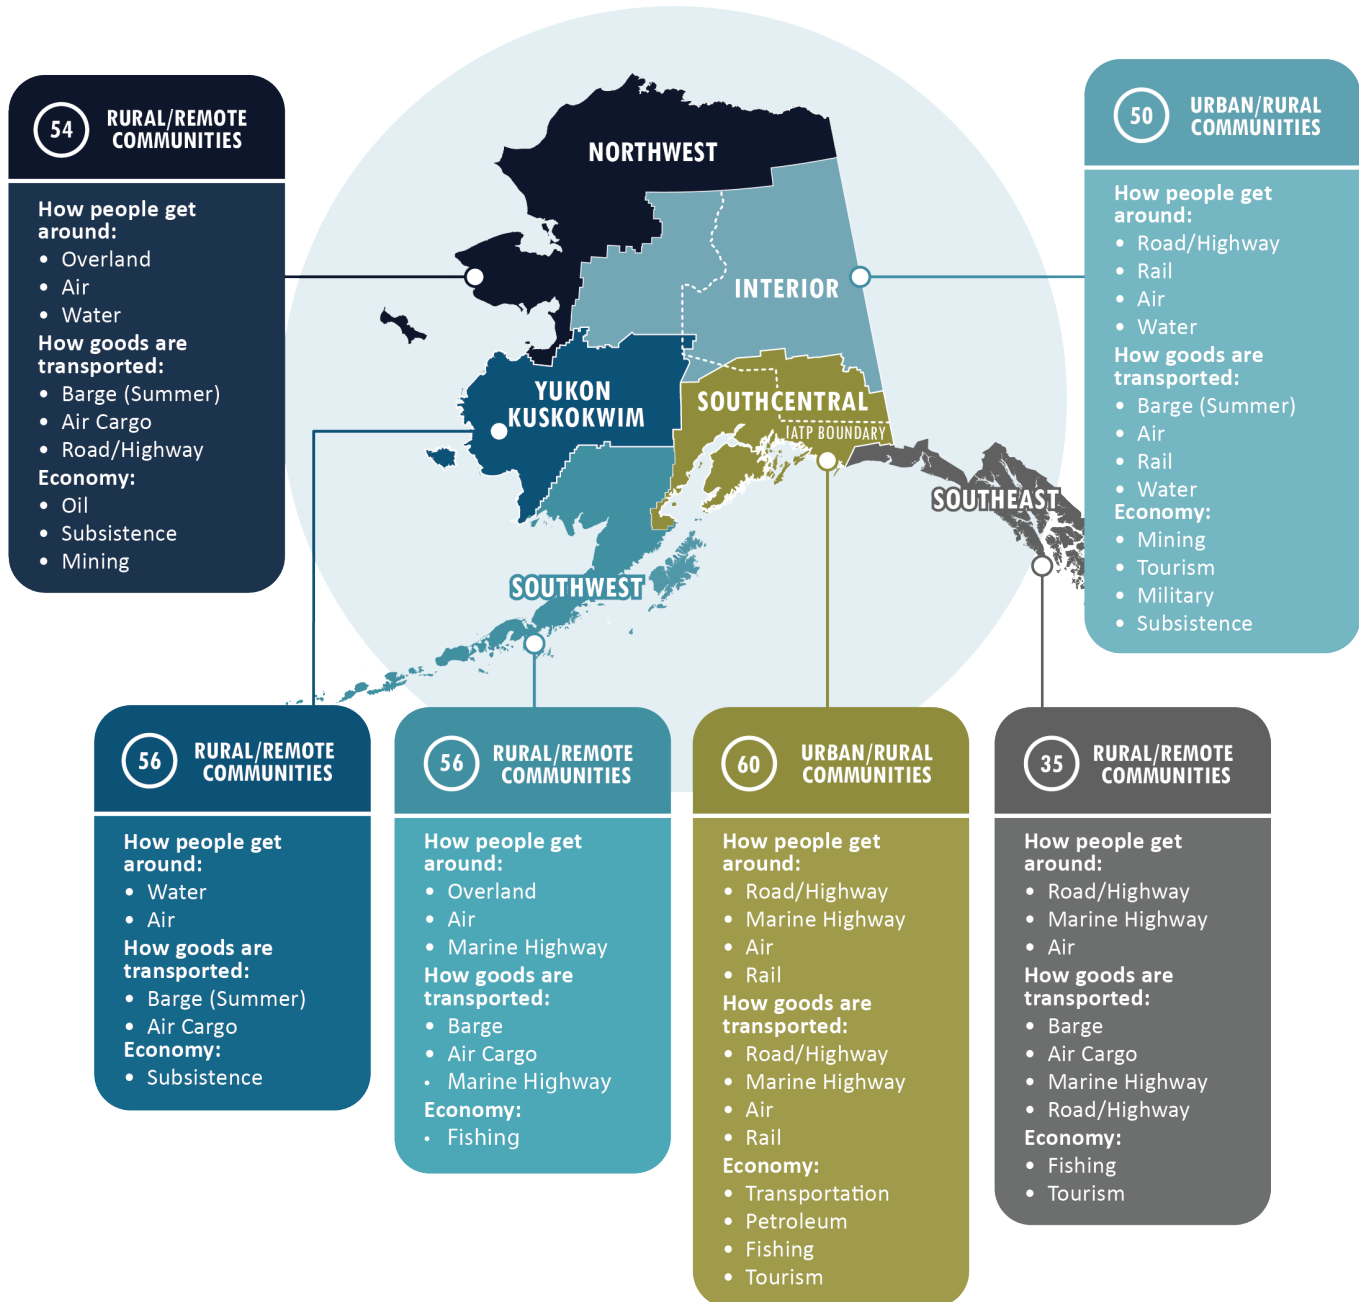 54
RURAL/REMOTE
COMMUNITIES
How people get
around:
• Overland
• Air
• Water
How goods are
transported:
• Barge (Summer)
• Air Cargo
• Road/Highway
Economy:
• Oil
• Subsistence
• Mining
NORTHWEST
INTERIOR
YUKON
KUSKOKWIM
SOUTHCENTRAL
IATP BOUNDARY
SOUTHEAST
SOUTHWEST
50
URBAN/RURAL
COMMUNITIES
How people get
around:
• Road/Highway
• Rail
• Air
• Water
How goods are
transported:
• Barge (Summer)
• Air
• Rail
• Water
Economy:
• Mining
• Tourism
• Military
• Subsistence
56
RURAL/REMOTE
COMMUNITIES
How people get
around:
• Water
• Air
How goods are
transported:
• Barge (Summer)
• Air Cargo
Economy:
• Subsistence
56
RURAL/REMOTE
COMMUNITIES
How people get
around:
• Overland
• Air
• Marine Highway
How goods are
transported:
• Barge
• Air Cargo
• Marine Highway
Economy:
• Fishing
60
URBAN/RURAL
COMMUNITIES
How people get
around:
• Road/Highway
• Marine Highway
• Air
• Rail
How goods are
transported:
• Road/Highway
• Marine Highway
• Air
• Rail
Economy:
• Transportation
• Petroleum
• Fishing
• Tourism
35
RURAL/REMOTE
COMMUNITIES
How people get
around:
• Road/Highway
• Marine Highway
• Air
How goods are
transported:
• Barge
• Air Cargo
• Marine Highway
• Road/Highway
Economy:
• Fishing
• Tourism